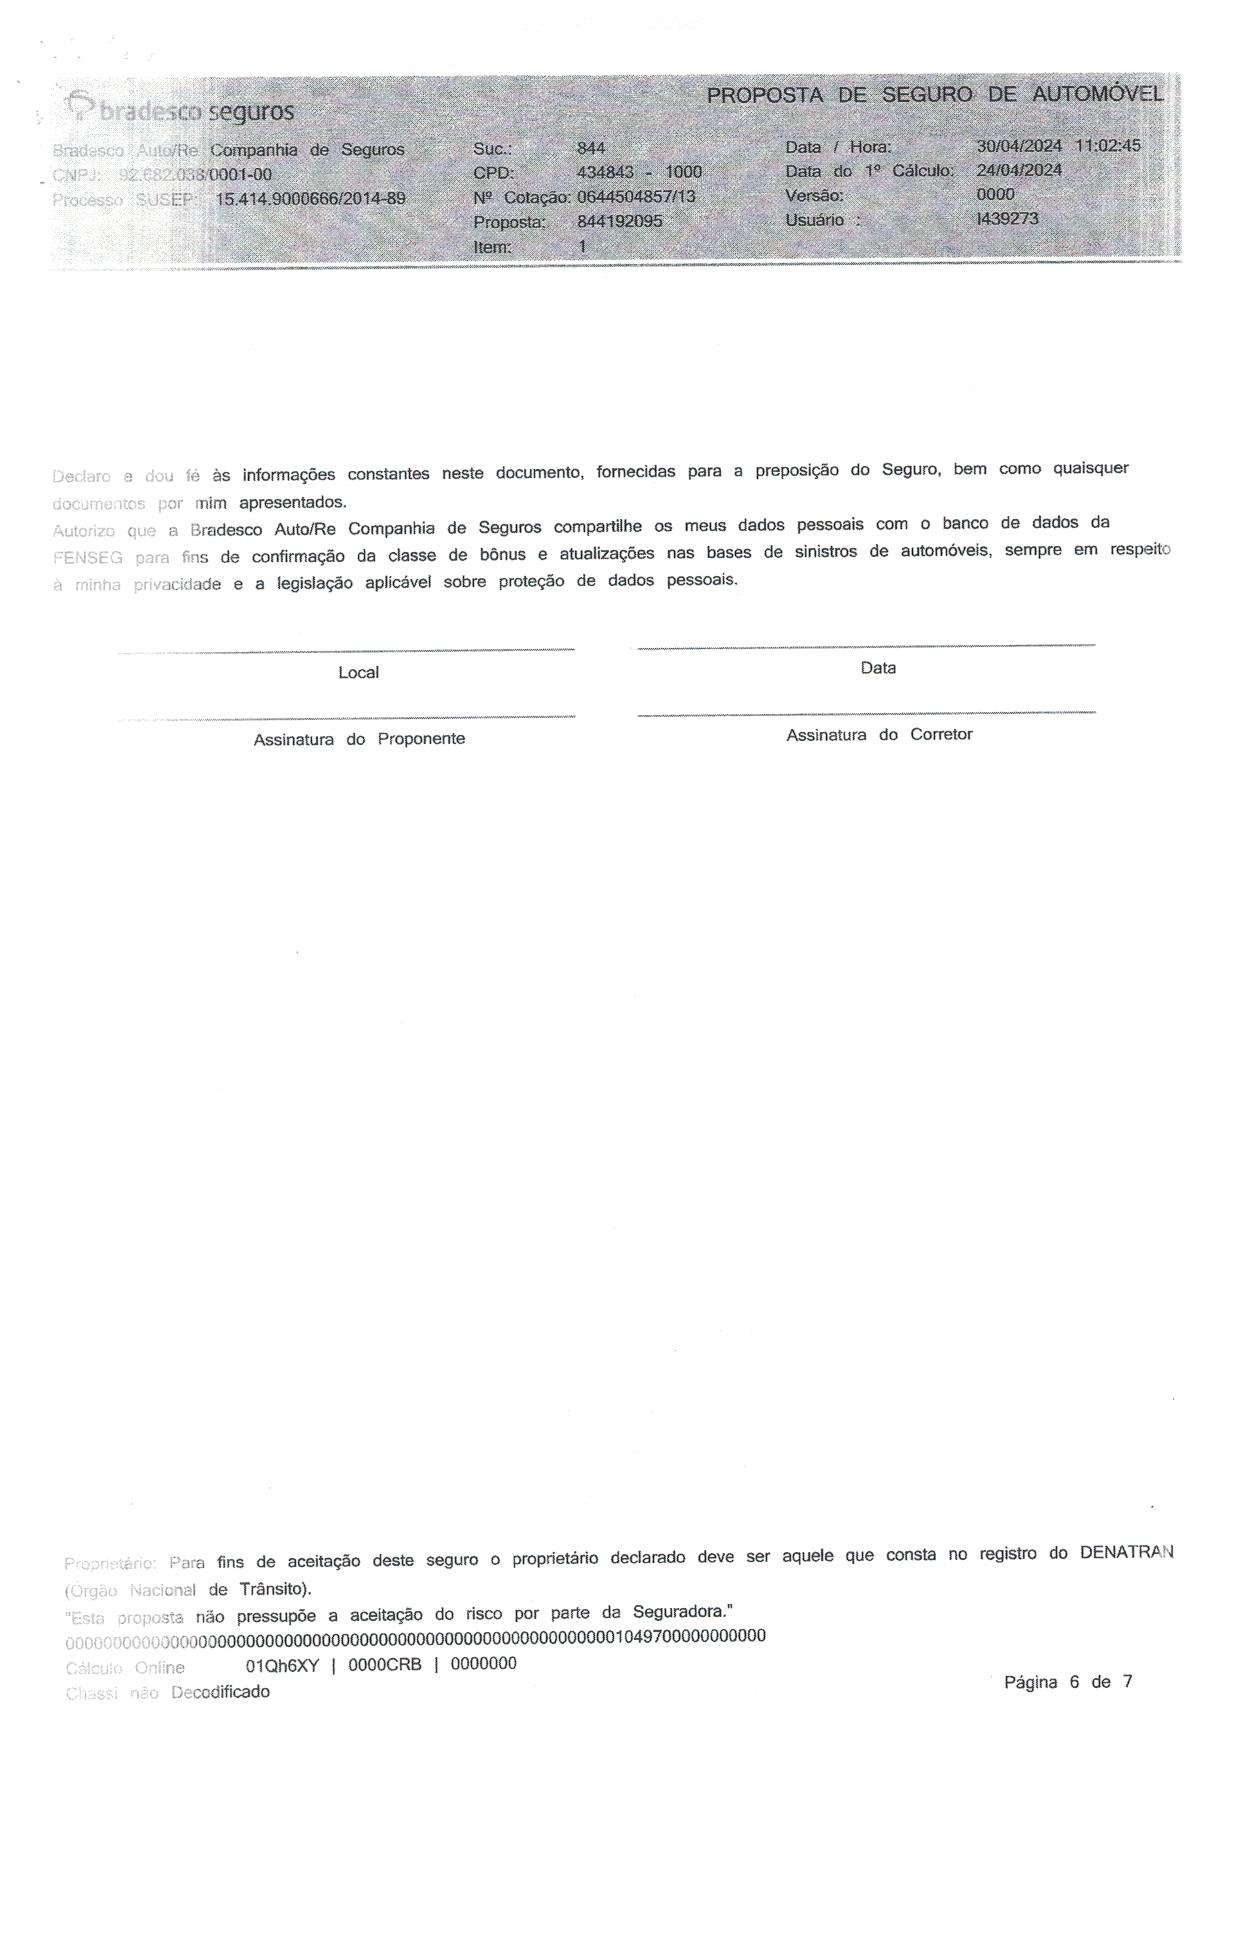 PROPOSTA DE SEGURO DE AUTOMÓVEL
bradesco seguros
Bradesco Auto/Re Companhia de Seguros
CNPJ: 92.682.038/0001-00
Processo SUSEP: 15.414.9000666/2014-89
Suc.: 844
CPD: 434843 - 1000
Nº Cotação: 0644504857/13
Proposta: 844192095
Item: 1
Data / Hora: 30/04/2024 11:02:45
Data do 1º Cálculo: 24/04/2024
Versão: 0000
Usuário : I439273
Declaro e dou fé às informações constantes neste documento, fornecidas para a preposição do Seguro, bem como quaisquer
documentos por mim apresentados.
Autorizo que a Bradesco Auto/Re Companhia de Seguros compartilhe os meus dados pessoais com o banco de dados da
FENSEG para fins de confirmação da classe de bônus e atualizações nas bases de sinistros de automóveis, sempre em respeito
à minha privacidade e a legislação aplicável sobre proteção de dados pessoais.
Local
Data
Assinatura do Proponente
Assinatura do Corretor
Proprietário: Para fins de aceitação deste seguro o proprietário declarado deve ser aquele que consta no registro do DENATRAN
(Órgão Nacional de Trânsito).
"Esta proposta não pressupõe a aceitação do risco por parte da Seguradora."
Cálculo Online 01Qh6XY | 0000CRB | 0000000
Chassi não Decodificado
Página 6 de 7